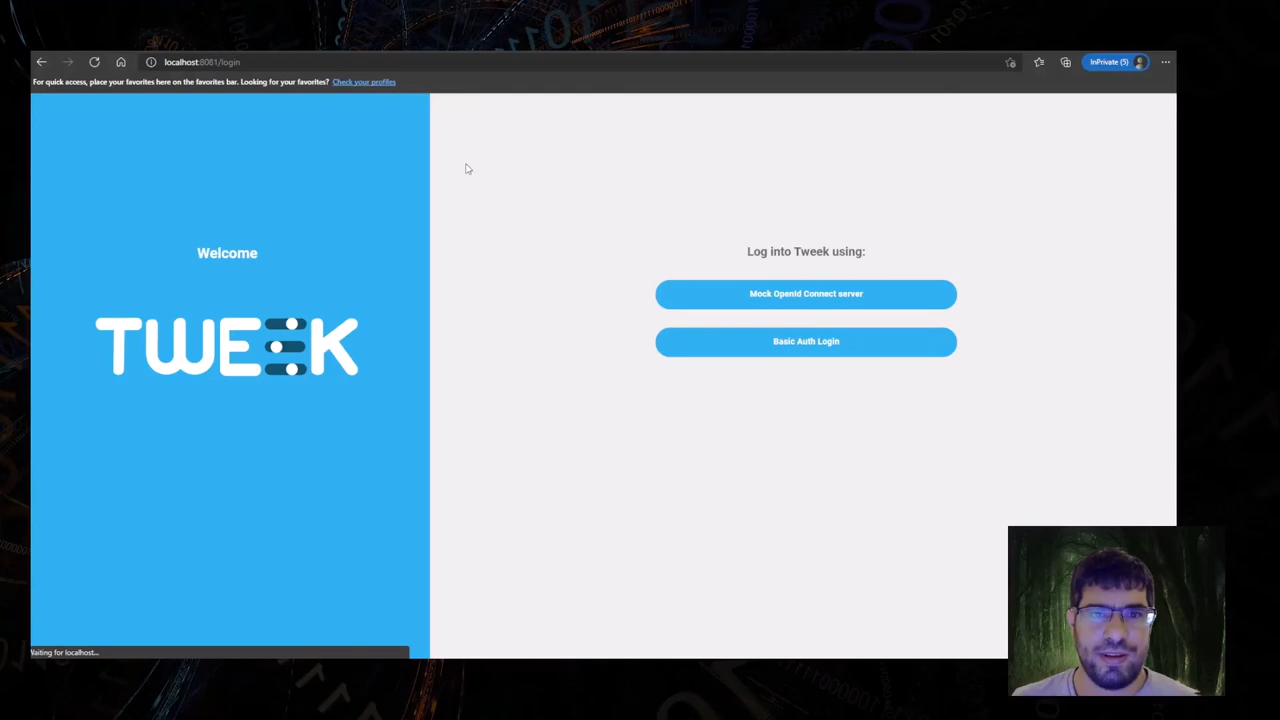 localhost:8081/login
InPrivate (5)
For quick access, place your favorites here on the favorites bar. Looking for your favorites? Check your profiles
Welcome
TWEEK
Log into Tweek using:
Mock OpenId Connect server
Basic Auth Login
Waiting for localhost...